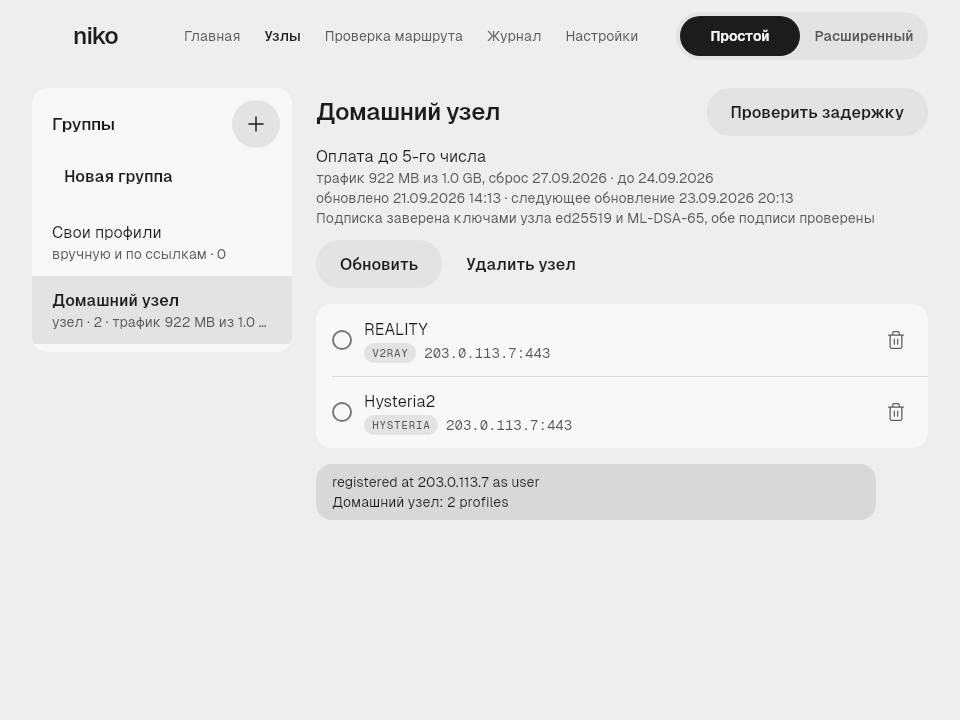 niko
Главная
Узлы
Проверка маршрута
Журнал
Настройки
Простой
Расширенный
Группы
Новая группа
Свои профили
вручную и по ссылкам · 0
Домашний узел
узел · 2 · трафик 922 MB из 1.0 …
Домашний узел
Проверить задержку
Оплата до 5-го числа
трафик 922 MB из 1.0 GB, сброс 27.09.2026 · до 24.09.2026
обновлено 21.09.2026 14:13 · следующее обновление 23.09.2026 20:13
Подписка заверена ключами узла ed25519 и ML-DSA-65, обе подписи проверены
Обновить
Удалить узел
REALITY
V2RAY 203.0.113.7:443
Hysteria2
HYSTERIA 203.0.113.7:443
registered at 203.0.113.7 as user
Домашний узел: 2 profiles